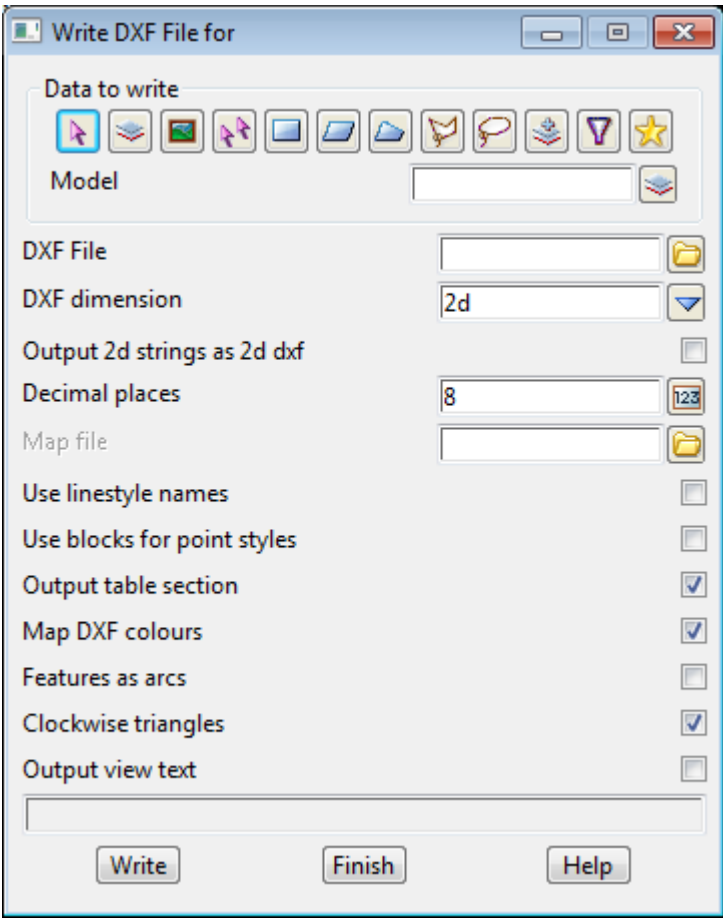 Write DXF File for
Data to write
Model
DXF File
DXF dimension 2d
Output 2d strings as 2d dxf
Decimal places 8 123
Map file
Use linestyle names
Use blocks for point styles
Output table section
Map DXF colours
Features as arcs
Clockwise triangles
Output view text
Write Finish Help